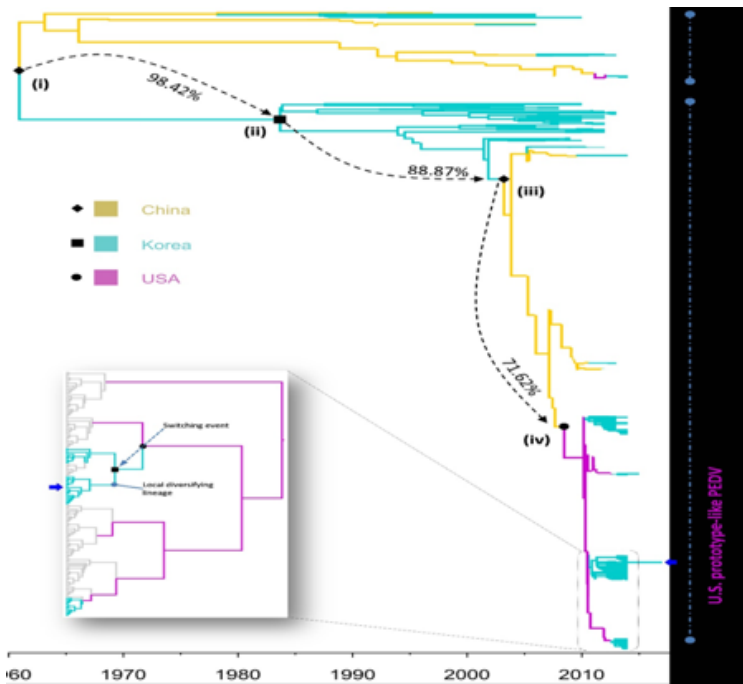 (i)
98.42%
(ii)
88.87%
(iii)
China
Korea
USA
71.62%
(iv)
Switching event
Local diversifying
lineage
U.S. prototype-like PEDV
60 1970 1980 1990 2000 2010